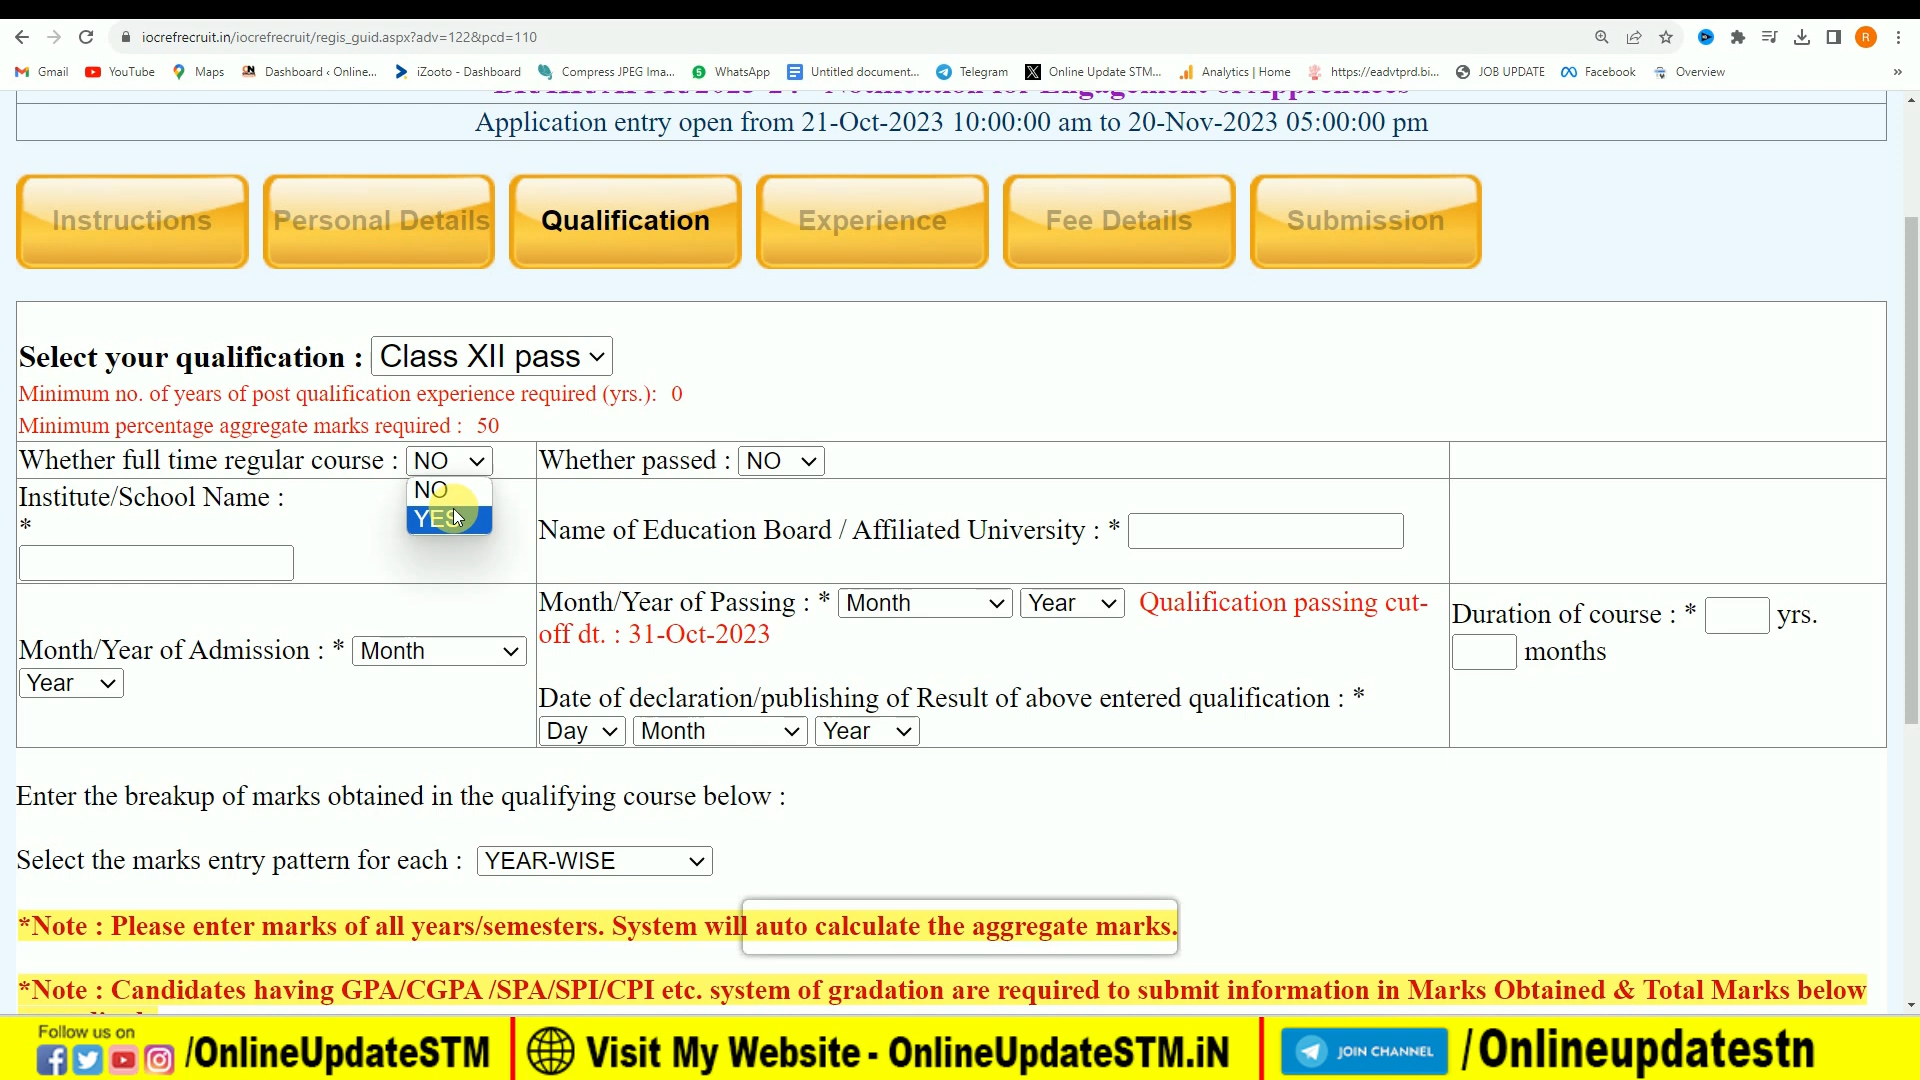 iocrefrecruit.in/iocrefrecruit/regis_guid.aspx?adv=122&pcd=110
R
Gmail YouTube Maps Dashboard ‹ Online... iZooto - Dashboard Compress JPEG Ima... WhatsApp Untitled document... Telegram Online Update STM... Analytics | Home https://eadvtprd.bi... JOB UPDATE Facebook Overview »
Application entry open from 21-Oct-2023 10:00:00 am to 20-Nov-2023 05:00:00 pm
Instructions Personal Details Qualification Experience Fee Details Submission
Select your qualification : Class XII pass
Minimum no. of years of post qualification experience required (yrs.): 0
Minimum percentage aggregate marks required : 50
Whether full time regular course : NO Whether passed : NO
NO
YES
Institute/School Name :
*
Name of Education Board / Affiliated University : *
Month/Year of Admission : * Month
Year
Month/Year of Passing : * Month Year Qualification passing cut-
off dt. : 31-Oct-2023
Date of declaration/publishing of Result of above entered qualification : *
Day Month Year
Duration of course : * yrs.
months
Enter the breakup of marks obtained in the qualifying course below :
Select the marks entry pattern for each : YEAR-WISE
*Note : Please enter marks of all years/semesters. System will auto calculate the aggregate marks.
*Note : Candidates having GPA/CGPA /SPA/SPI/CPI etc. system of gradation are required to submit information in Marks Obtained & Total Marks below
Follow us on
/OnlineUpdateSTM
Visit My Website - OnlineUpdateSTM.iN
JOIN CHANNEL
/Onlineupdatestn